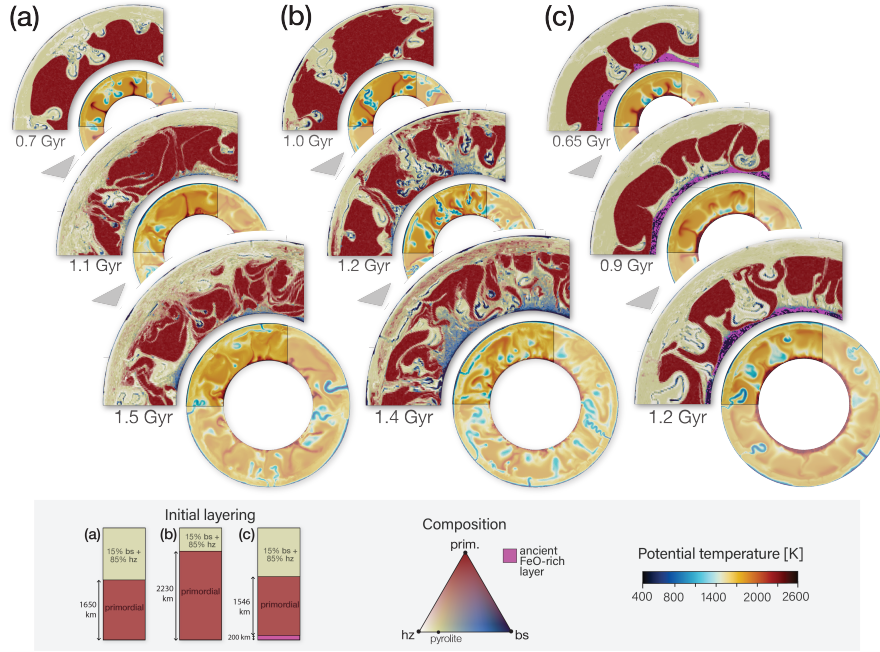 (a)
(b)
(c)
0.7 Gyr
1.0 Gyr
0.65 Gyr
1.1 Gyr
1.2 Gyr
0.9 Gyr
1.5 Gyr
1.4 Gyr
1.2 Gyr
Initial layering
(a)
(b)
(c)
15% bs +
85% hz
15% bs +
85% hz
15% bs +
85% hz
1650
km
primordial
2230
km
primordial
1546
km
primordial
200 km
Composition
prim.
ancient
FeO-rich
layer
hz
pyrolite
bs
Potential temperature [K]
400
800
1400
2000
2600